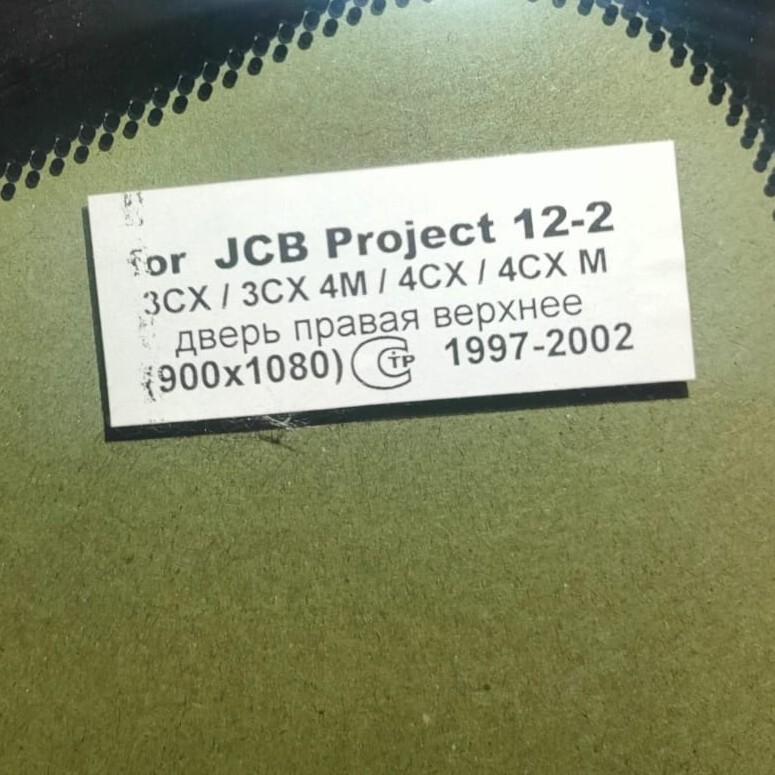 for JCB Project 12-2
3CX / 3CX 4M / 4CX / 4CX M
дверь правая верхнее
(900x1080) СТР 1997-2002